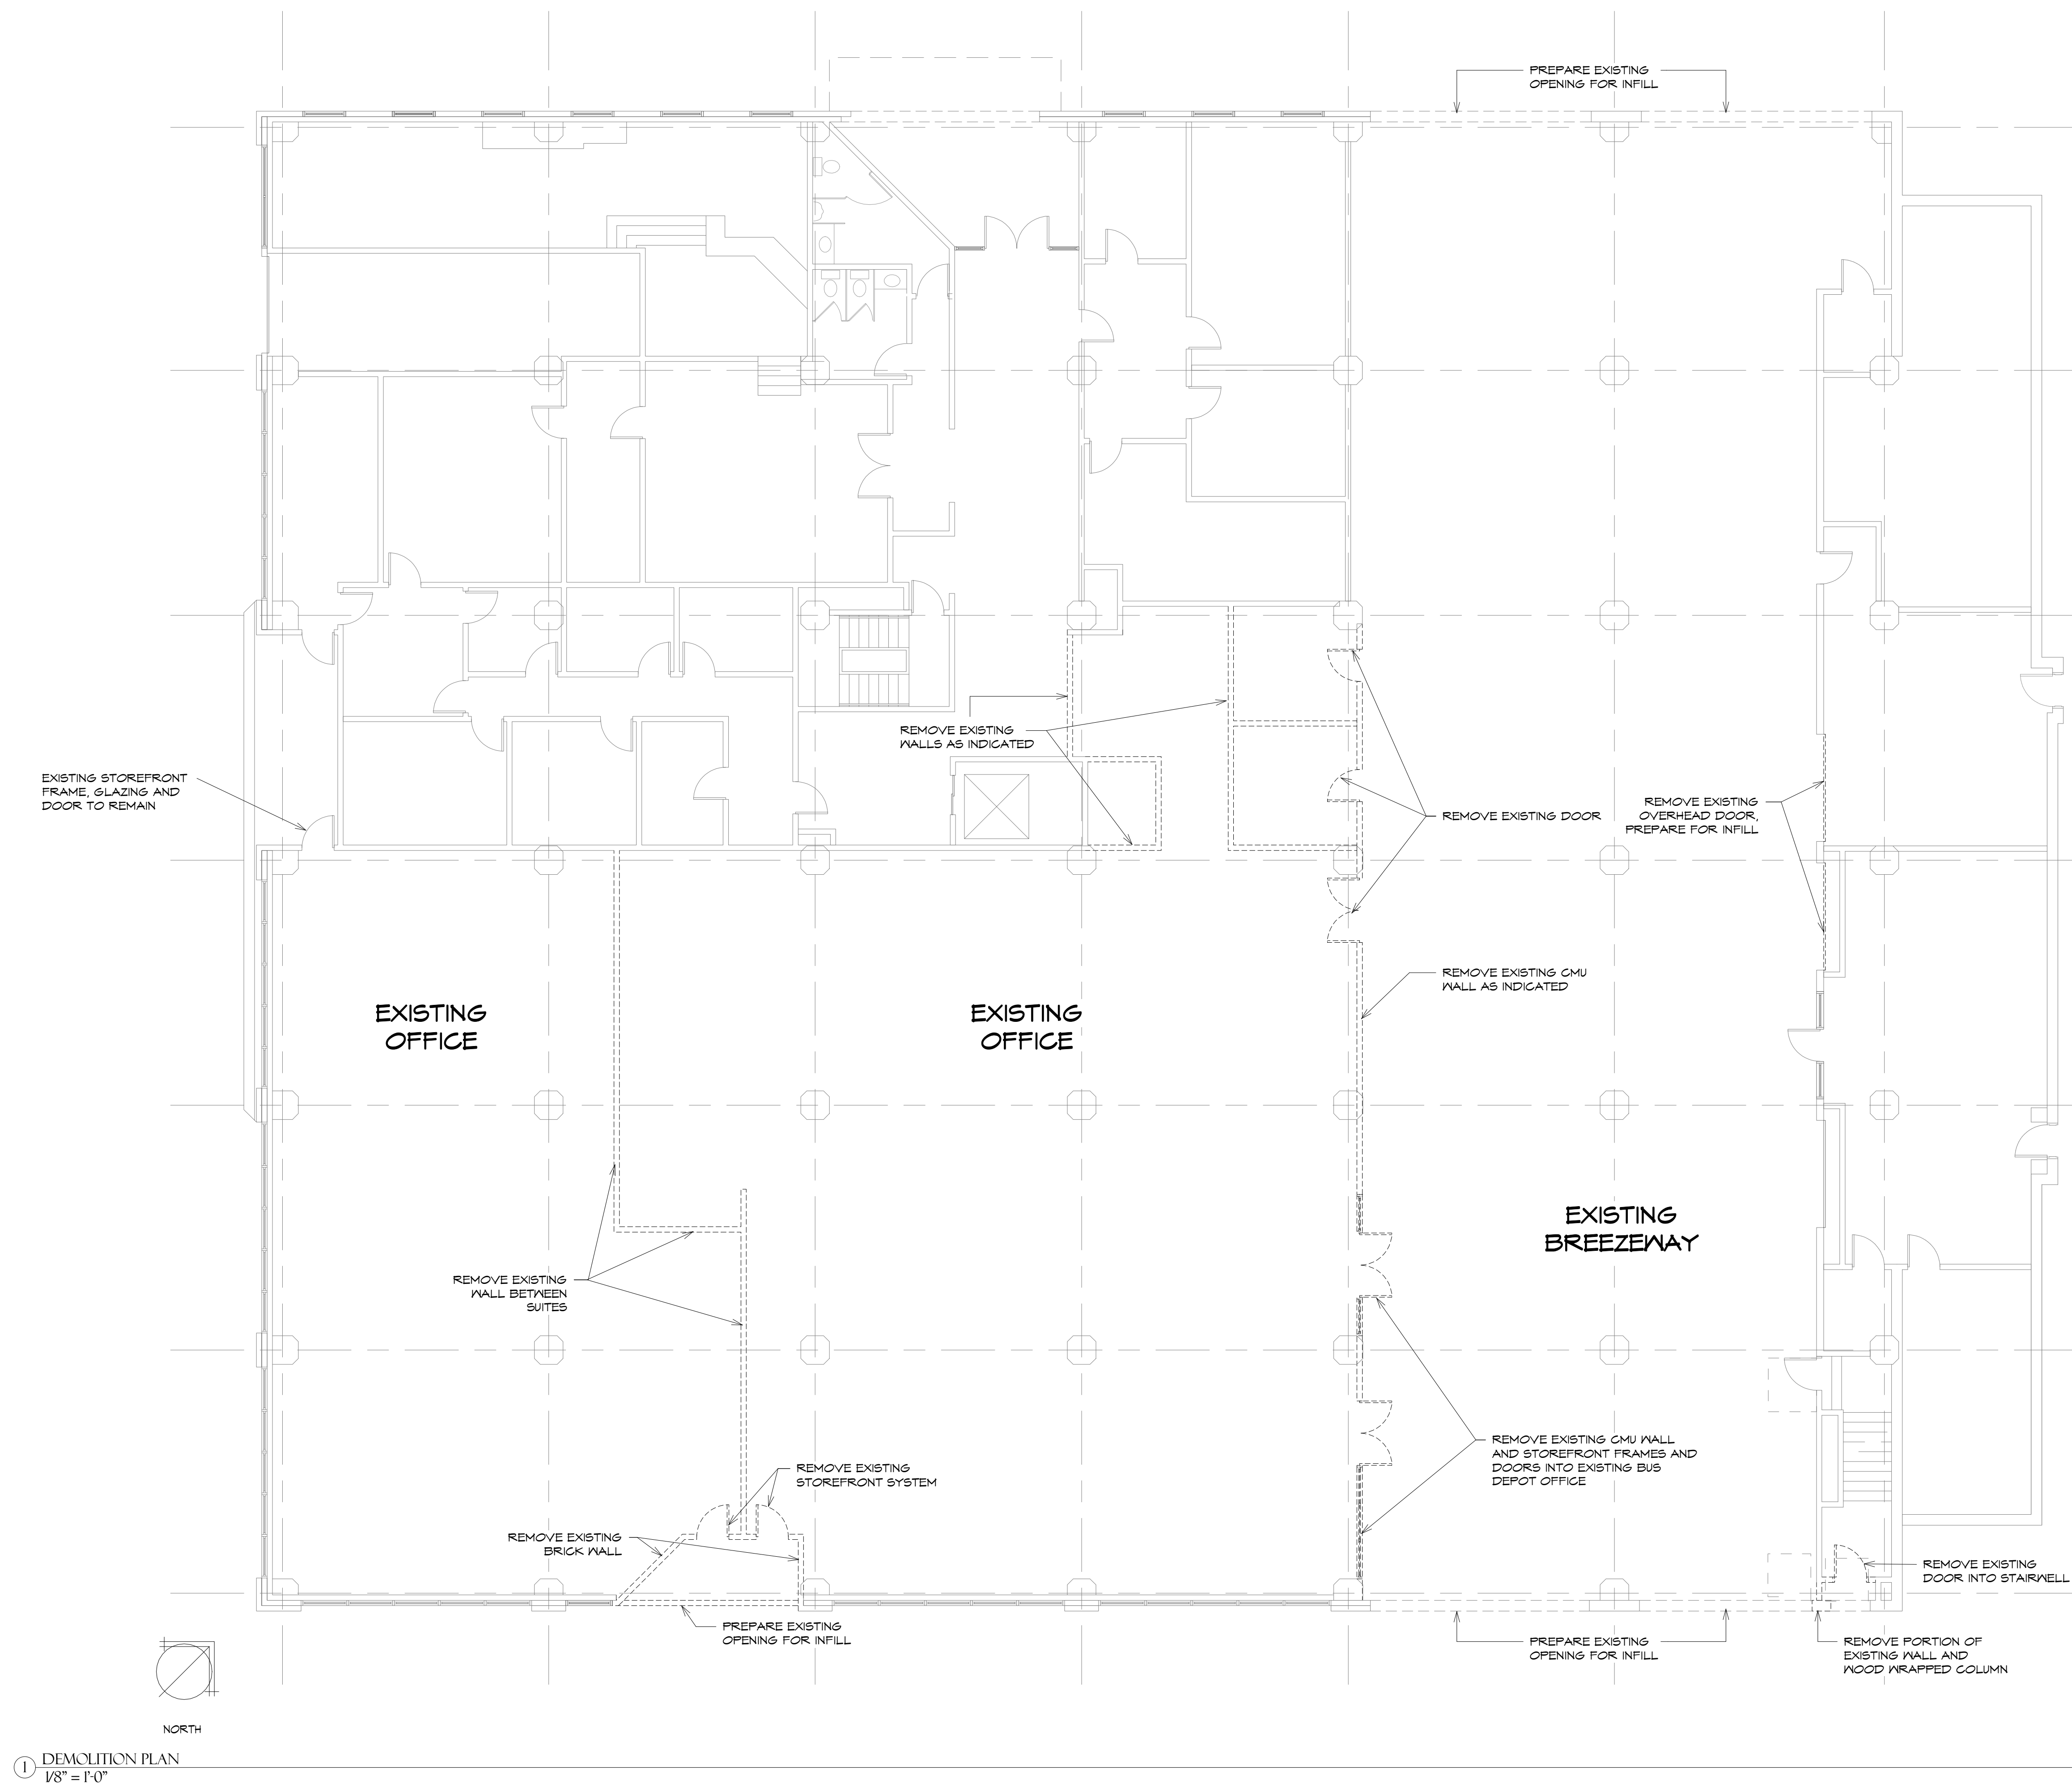 PREPARE EXISTING
OPENING FOR INFILL
REMOVE EXISTING
WALLS AS INDICATED
EXISTING STOREFRONT
FRAME, GLAZING AND
DOOR TO REMAIN
REMOVE EXISTING DOOR
REMOVE EXISTING
OVERHEAD DOOR,
PREPARE FOR INFILL
REMOVE EXISTING CMU
WALL AS INDICATED
EXISTING
OFFICE
EXISTING
OFFICE
EXISTING
BREEZEWAY
REMOVE EXISTING
WALL BETWEEN
SUITES
REMOVE EXISTING
STOREFRONT SYSTEM
REMOVE EXISTING CMU WALL
AND STOREFRONT FRAMES AND
DOORS INTO EXISTING BUS
DEPOT OFFICE
REMOVE EXISTING
BRICK WALL
REMOVE EXISTING
DOOR INTO STAIRWELL
PREPARE EXISTING
OPENING FOR INFILL
PREPARE EXISTING
OPENING FOR INFILL
REMOVE PORTION OF
EXISTING WALL AND
WOOD WRAPPED COLUMN
NORTH
1 DEMOLITION PLAN
1/8" = 1'-0"